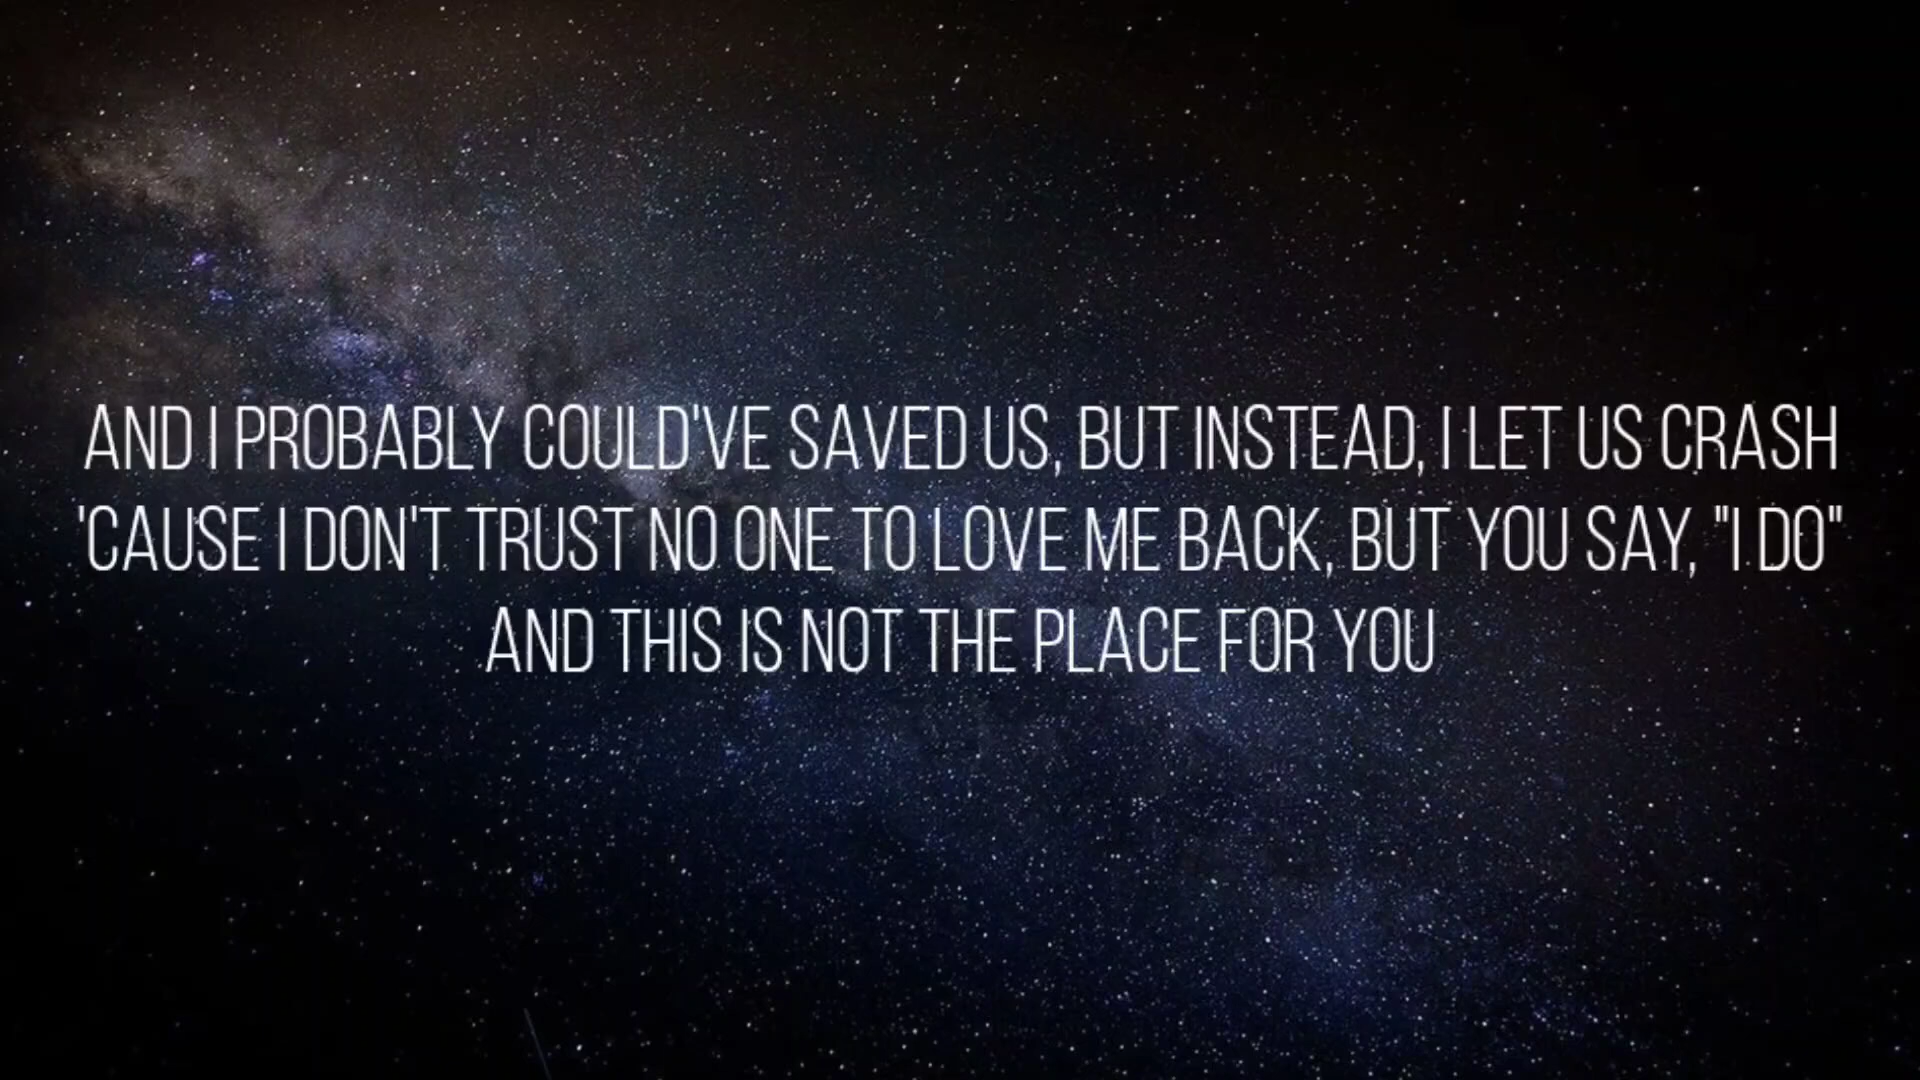 AND I PROBABLY COULD'VE SAVED US, BUT INSTEAD, I LET US CRASH
'CAUSE I DON'T TRUST NO ONE TO LOVE ME BACK, BUT YOU SAY, "I DO"
AND THIS IS NOT THE PLACE FOR YOU